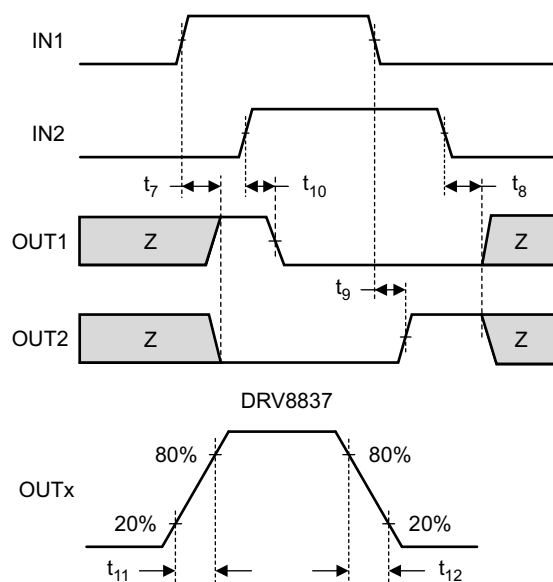 IN1
IN2
t7 t10 t8
OUT1 Z Z
t9
OUT2 Z Z
DRV8837
80% 80%
OUTx
20% 20%
t11 t12